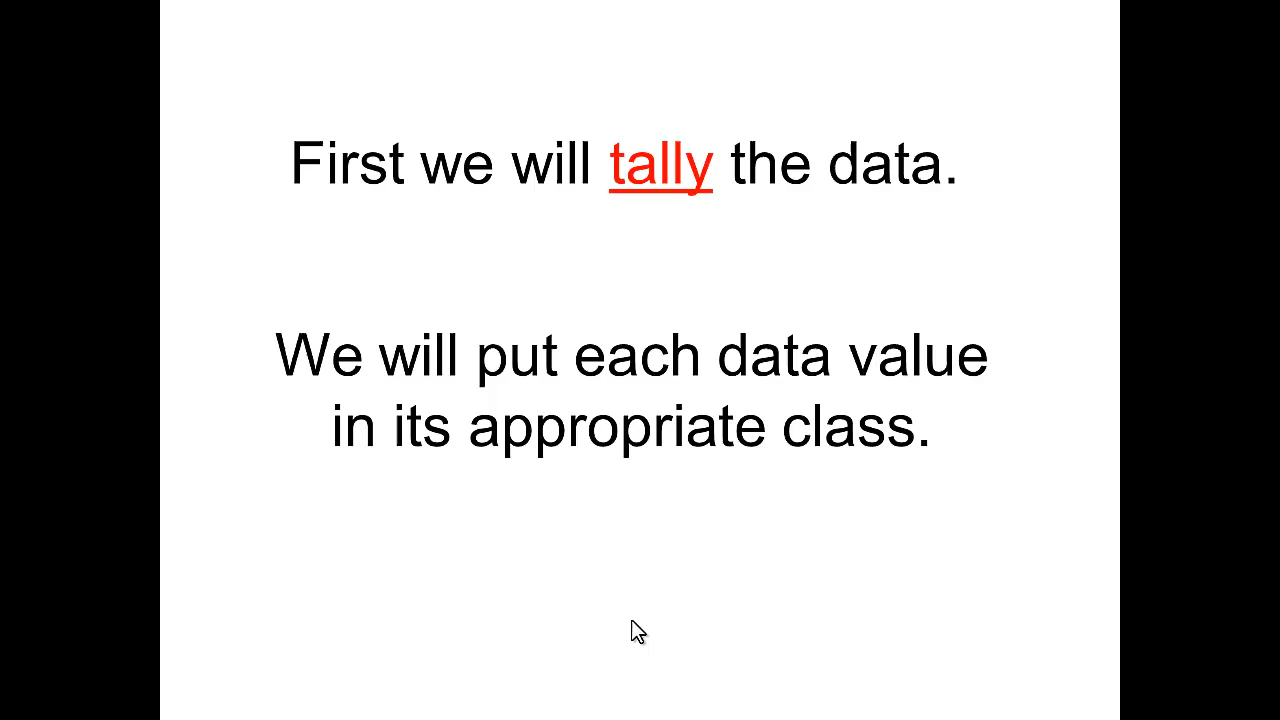 First we will tally the data.
We will put each data value
in its appropriate class.